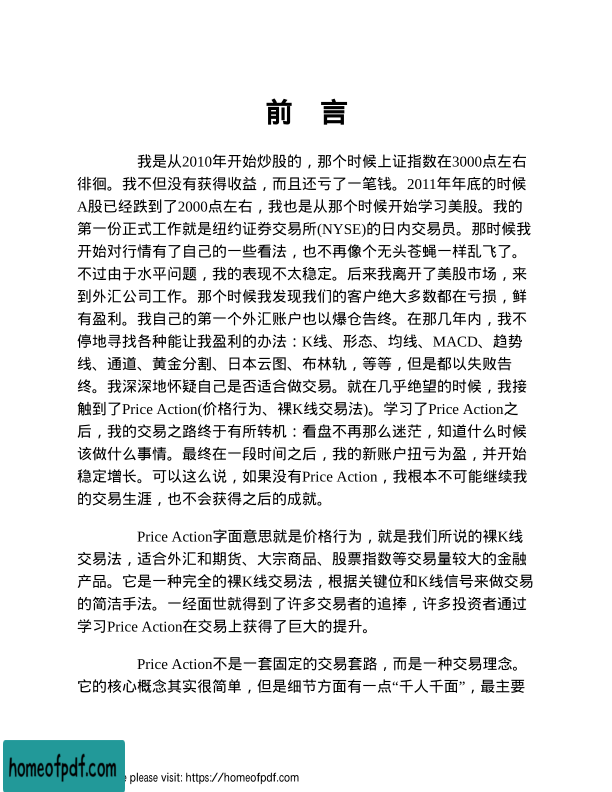 前 言
我是从2010年开始炒股的，那个时候上证指数在3000点左右
徘徊。我不但没有获得收益，而且还亏了一笔钱。2011年年底的时候
A股已经跌到了2000点左右，我也是从那个时候开始学习美股。我的
第一份正式工作就是纽约证券交易所(NYSE)的日内交易员。那时候我
开始对行情有了自己的一些看法，也不再像个无头苍蝇一样乱飞了。
不过由于水平问题，我的表现不太稳定。后来我离开了美股市场，来
到外汇公司工作。那个时候我发现我们的客户绝大多数都在亏损，鲜
有盈利。我自己的第一个外汇账户也以爆仓告终。在那几年内，我不
停地寻找各种能让我盈利的办法：K线、形态、均线、MACD、趋势
线、通道、黄金分割、日本云图、布林轨，等等，但是都以失败告
终。我深深地怀疑自己是否适合做交易。就在几乎绝望的时候，我接
触到了Price Action(价格行为、裸K线交易法)。学习了Price Action之
后，我的交易之路终于有所转机：看盘不再那么迷茫，知道什么时候
该做什么事情。最终在一段时间之后，我的新账户扭亏为盈，并开始
稳定增长。可以这么说，如果没有Price Action，我根本不可能继续我
的交易生涯，也不会获得之后的成就。
Price Action字面意思就是价格行为，就是我们所说的裸K线
交易法，适合外汇和期货、大宗商品、股票指数等交易量较大的金融
产品。它是一种完全的裸K线交易法，根据关键位和K线信号来做交易
的简洁手法。一经面世就得到了许多交易者的追捧，许多投资者通过
学习Price Action在交易上获得了巨大的提升。
Price Action不是一套固定的交易套路，而是一种交易理念。
它的核心概念其实很简单，但是细节方面有一点“千人千面”，最主要
homeofpdf.com
please visit: https://homeofpdf.com